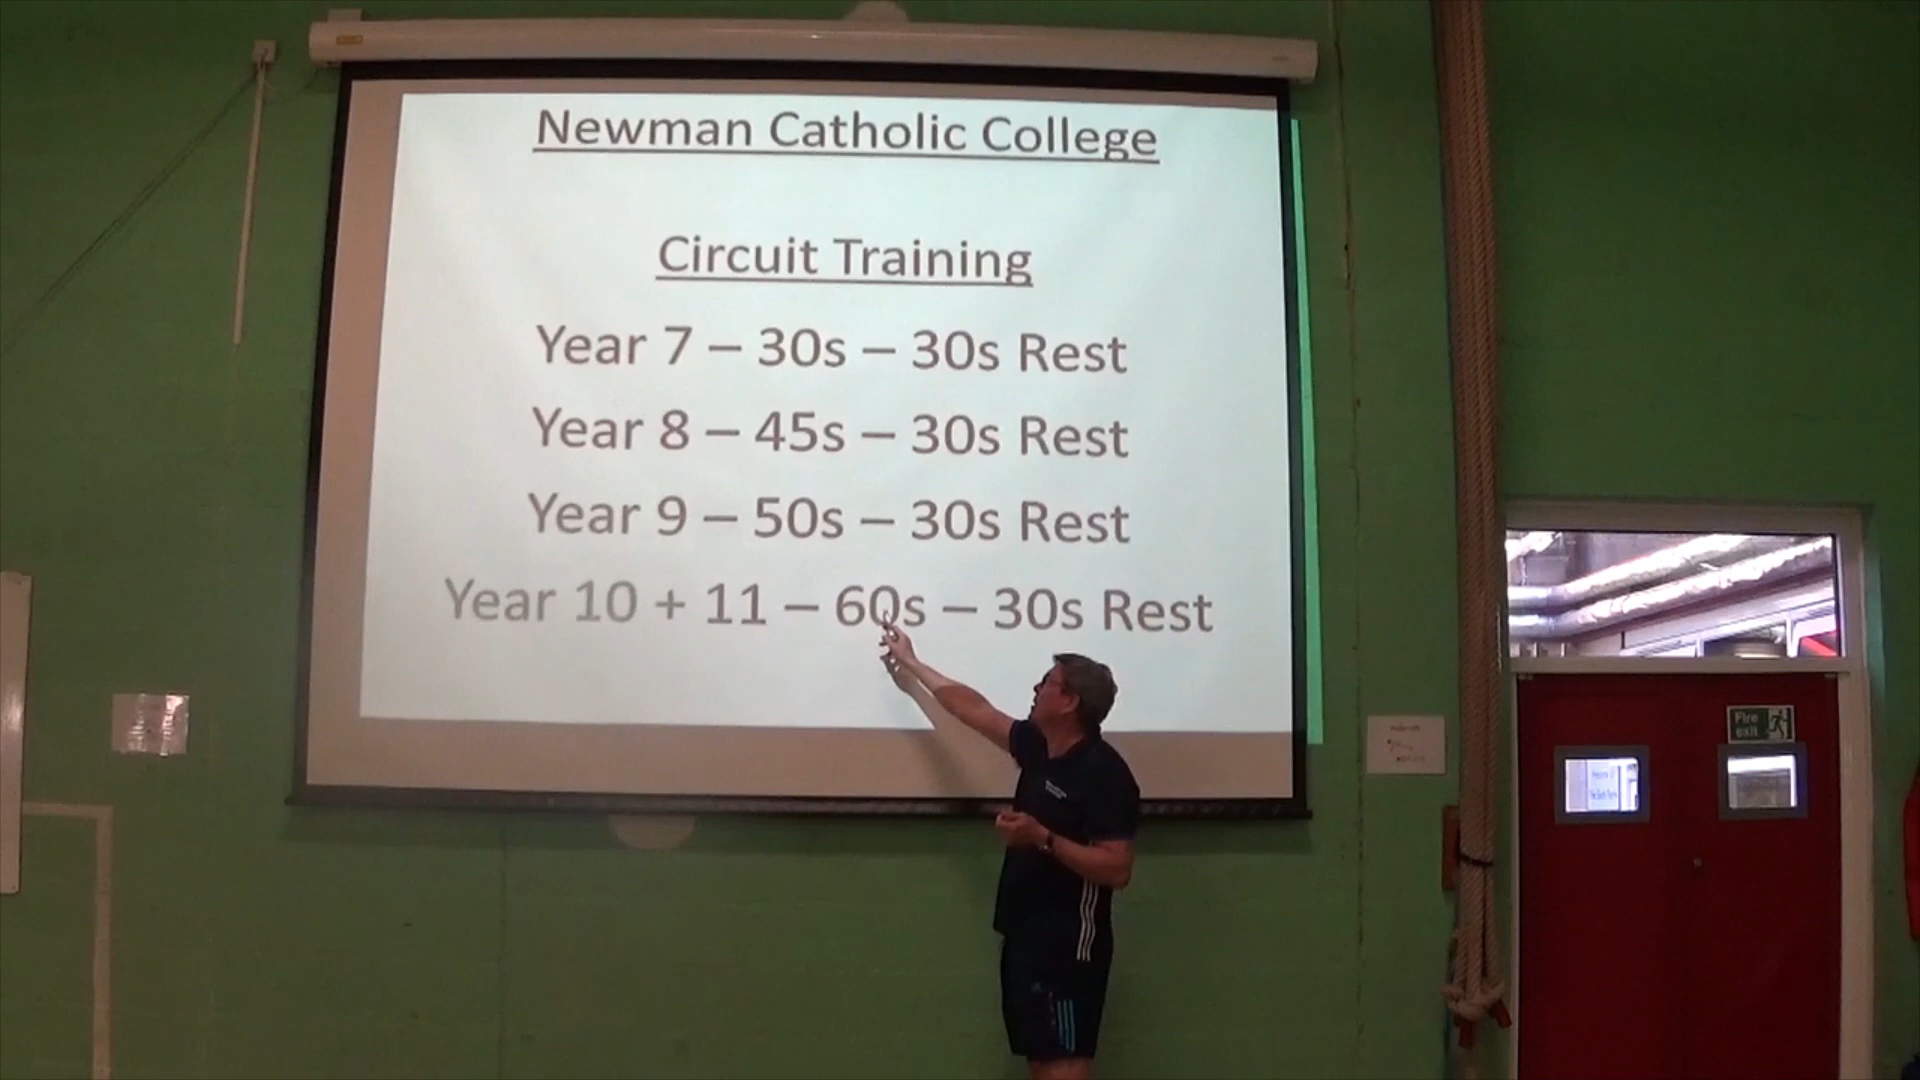 Newman Catholic College
Circuit Training
Year 7 – 30s – 30s Rest
Year 8 – 45s – 30s Rest
Year 9 – 50s – 30s Rest
Year 10 + 11 – 60s – 30s Rest
Fire
exit